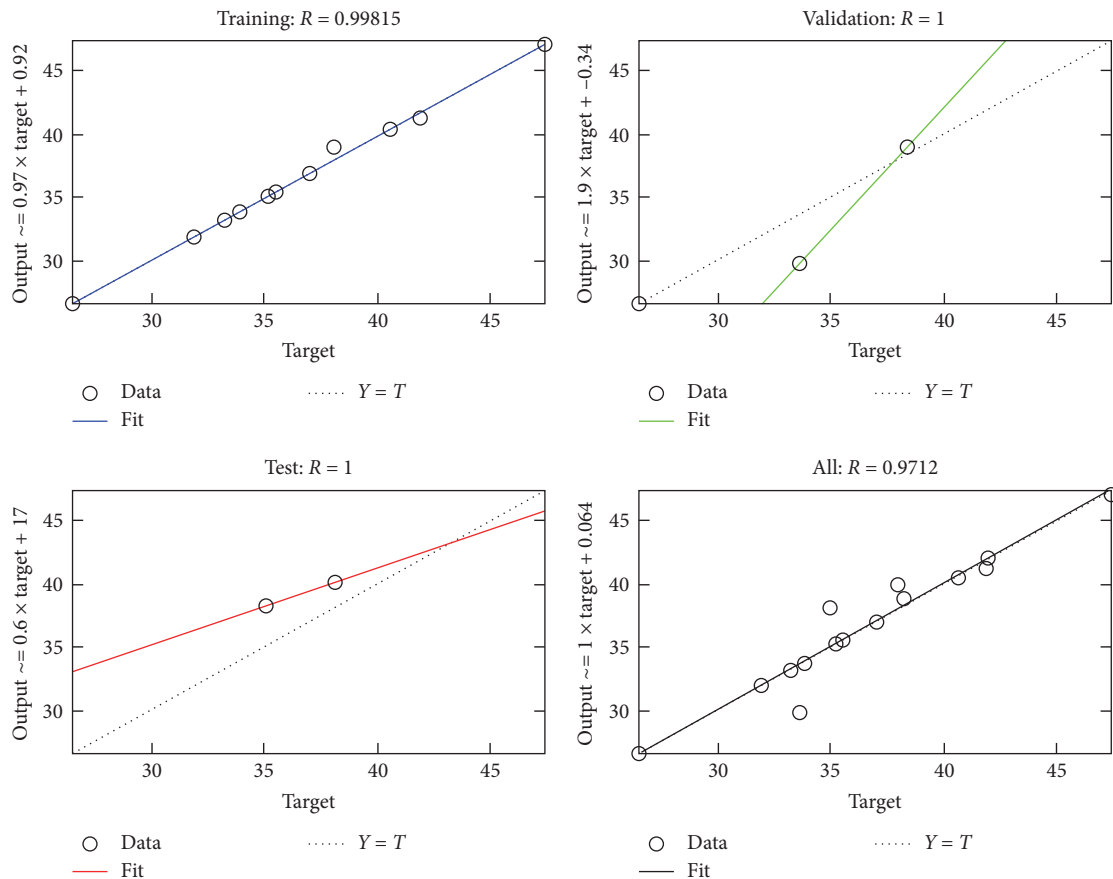 Training: R = 0.99815
Output ~= 0.97 × target + 0.92
45
40
35
30
30 35 40 45
Target
Data Y = T
Fit
Validation: R = 1
Output ~= 1.9 × target + −0.34
45
40
35
30
30 35 40 45
Target
Data Y = T
Fit
Test: R = 1
Output ~= 0.6 × target + 17
45
40
35
30
30 35 40 45
Target
Data Y = T
Fit
All: R = 0.9712
Output ~= 1 × target + 0.064
45
40
35
30
30 35 40 45
Target
Data Y = T
Fit